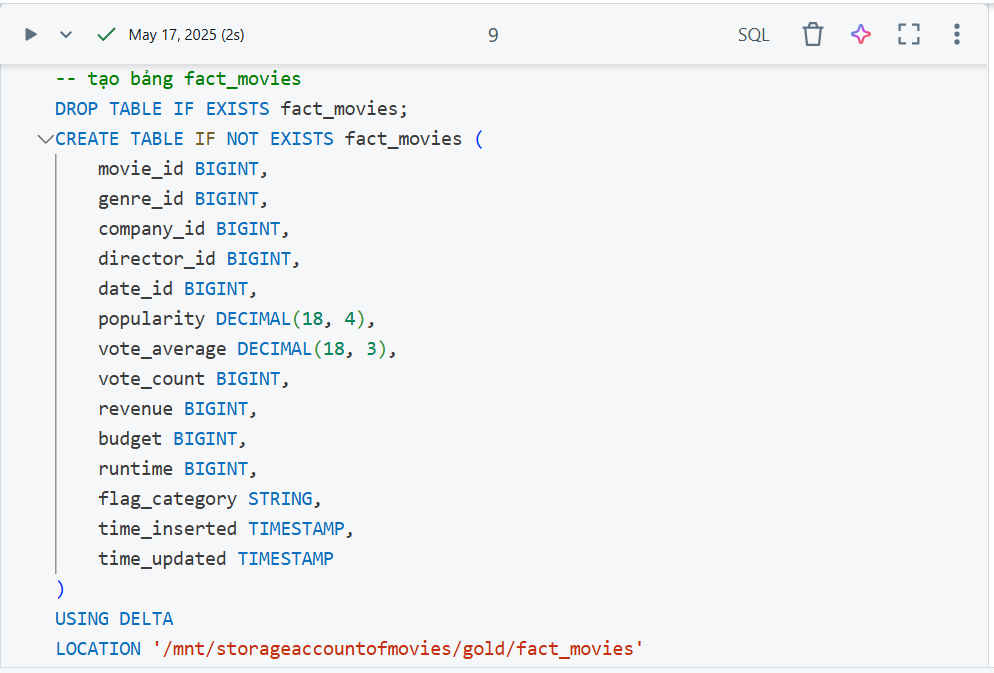 May 17, 2025 (2s)
9
SQL
-- tạo bảng fact_movies
DROP TABLE IF EXISTS fact_movies;
CREATE TABLE IF NOT EXISTS fact_movies (
    movie_id BIGINT,
    genre_id BIGINT,
    company_id BIGINT,
    director_id BIGINT,
    date_id BIGINT,
    popularity DECIMAL(18, 4),
    vote_average DECIMAL(18, 3),
    vote_count BIGINT,
    revenue BIGINT,
    budget BIGINT,
    runtime BIGINT,
    flag_category STRING,
    time_inserted TIMESTAMP,
    time_updated TIMESTAMP
)
USING DELTA
LOCATION '/mnt/storageaccountofmovies/gold/fact_movies'